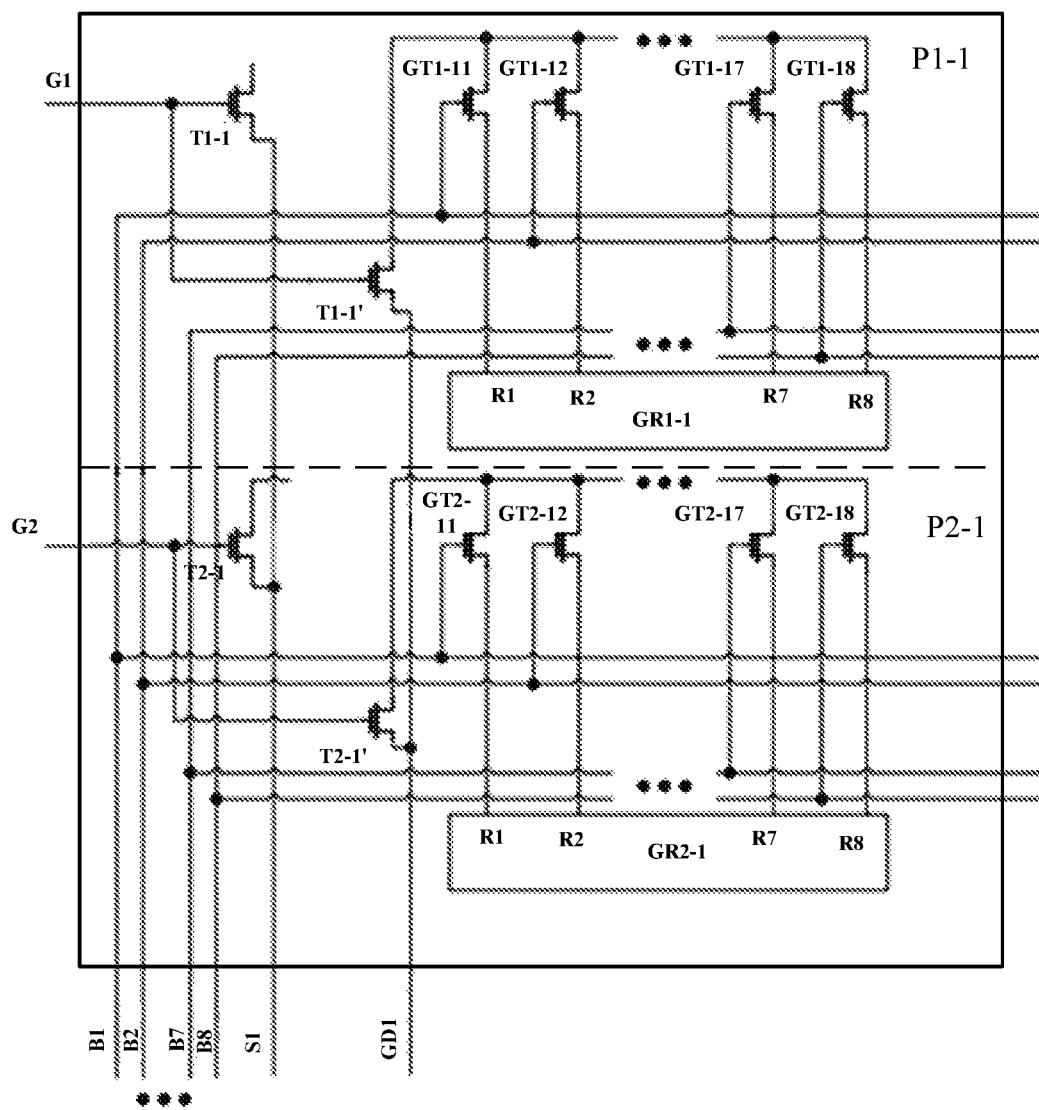 P1-1
G1
GT1-11 GT1-12 GT1-17 GT1-18
T1-1
T1-1'
R1 R2 R7 R8
GR1-1
GT2-
11
GT2-12 GT2-17 GT2-18
P2-1
G2
T2-1
T2-1'
R1 R2 R7 R8
GR2-1
B1 B2 B7 B8 S1 GD1